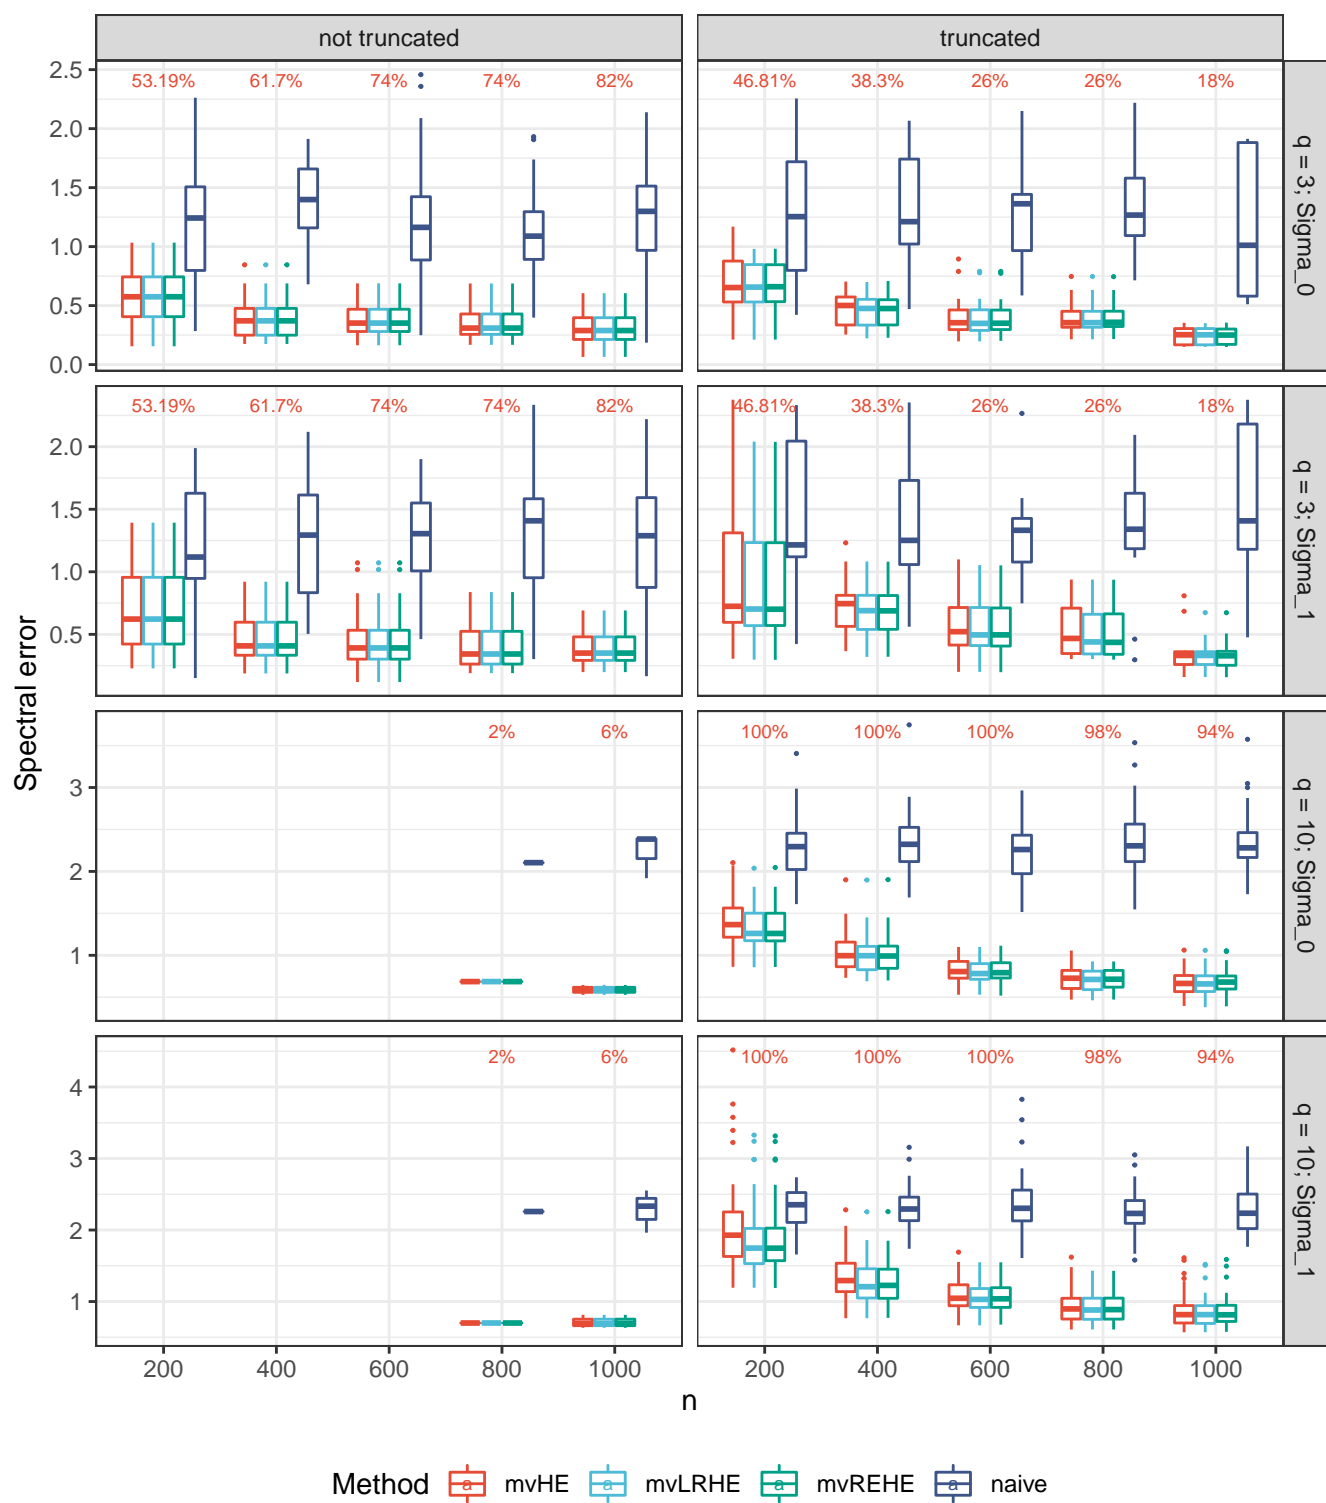 not truncated truncated
53.19% 61.7% 74% 74% 82% 46.81% 38.3% 26% 26% 18%
2.5
2.0
1.5
1.0
0.5
0.0
q = 3; Sigma_0
53.19% 61.7% 74% 74% 82% 46.81% 38.3% 26% 26% 18%
2.0
1.5
1.0
0.5
q = 3; Sigma_1
Spectral error
2% 6% 100% 100% 100% 98% 94%
3
2
1
q = 10; Sigma_0
2% 6% 100% 100% 100% 98% 94%
4
3
2
1
q = 10; Sigma_1
200 400 600 800 1000 200 400 600 800 1000
n
Method a mvHE a mvLRHE a mvREHE a naive